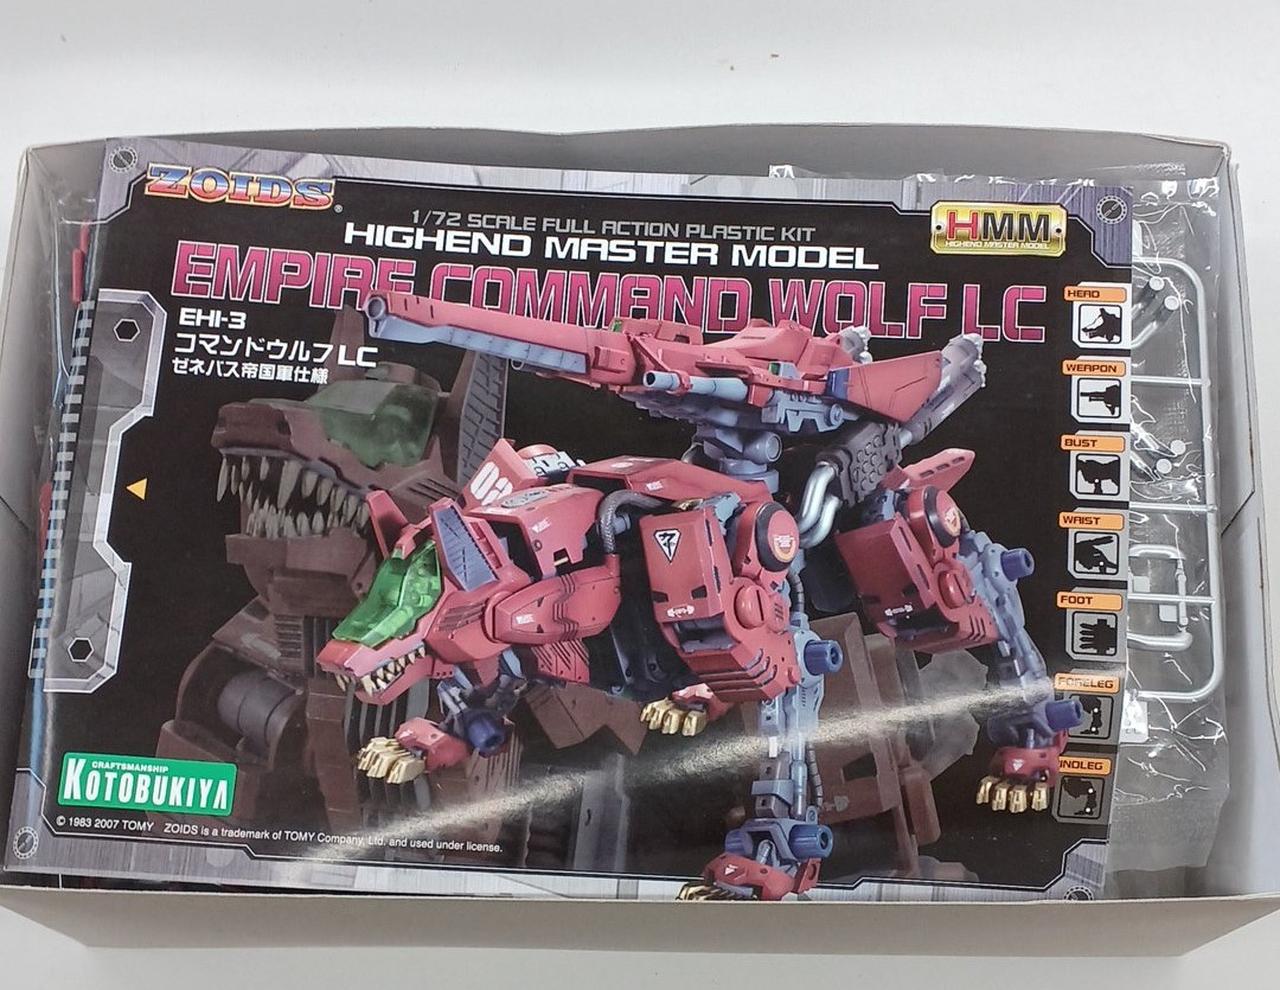 ZOIDS®
1/72 SCALE FULL ACTION PLASTIC KIT
HIGHEND MASTER MODEL
HMM
HIGHEND MASTER MODEL
EMPIRE COMMAND WOLF LC
EHI-3
コマンドウルフLC
ゼネバス帝国軍仕様
HEAD
WEAPON
BUST
WRIST
FOOT
FORELEG
INDLEG
02
CRAFTSMANSHIP
KOTOBUKIYA
© 1983 2007 TOMY ZOIDS is a trademark of TOMY Company, Ltd. and used under license.